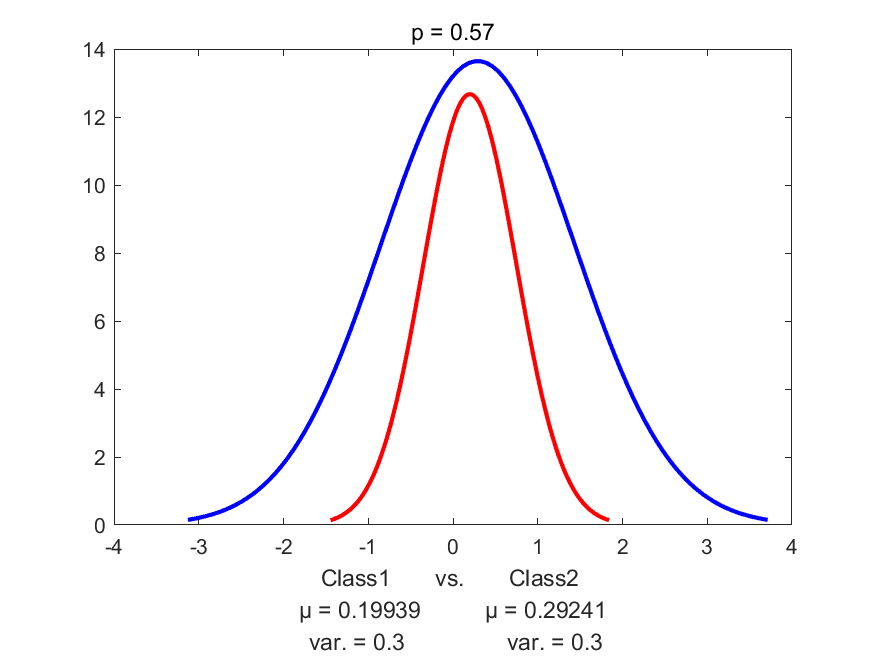 p = 0.57
14
12
10
8
6
4
2
0
-4 -3 -2 -1 0 1 2 3 4
Class1 vs. Class2
μ = 0.19939 μ = 0.29241
var. = 0.3 var. = 0.3